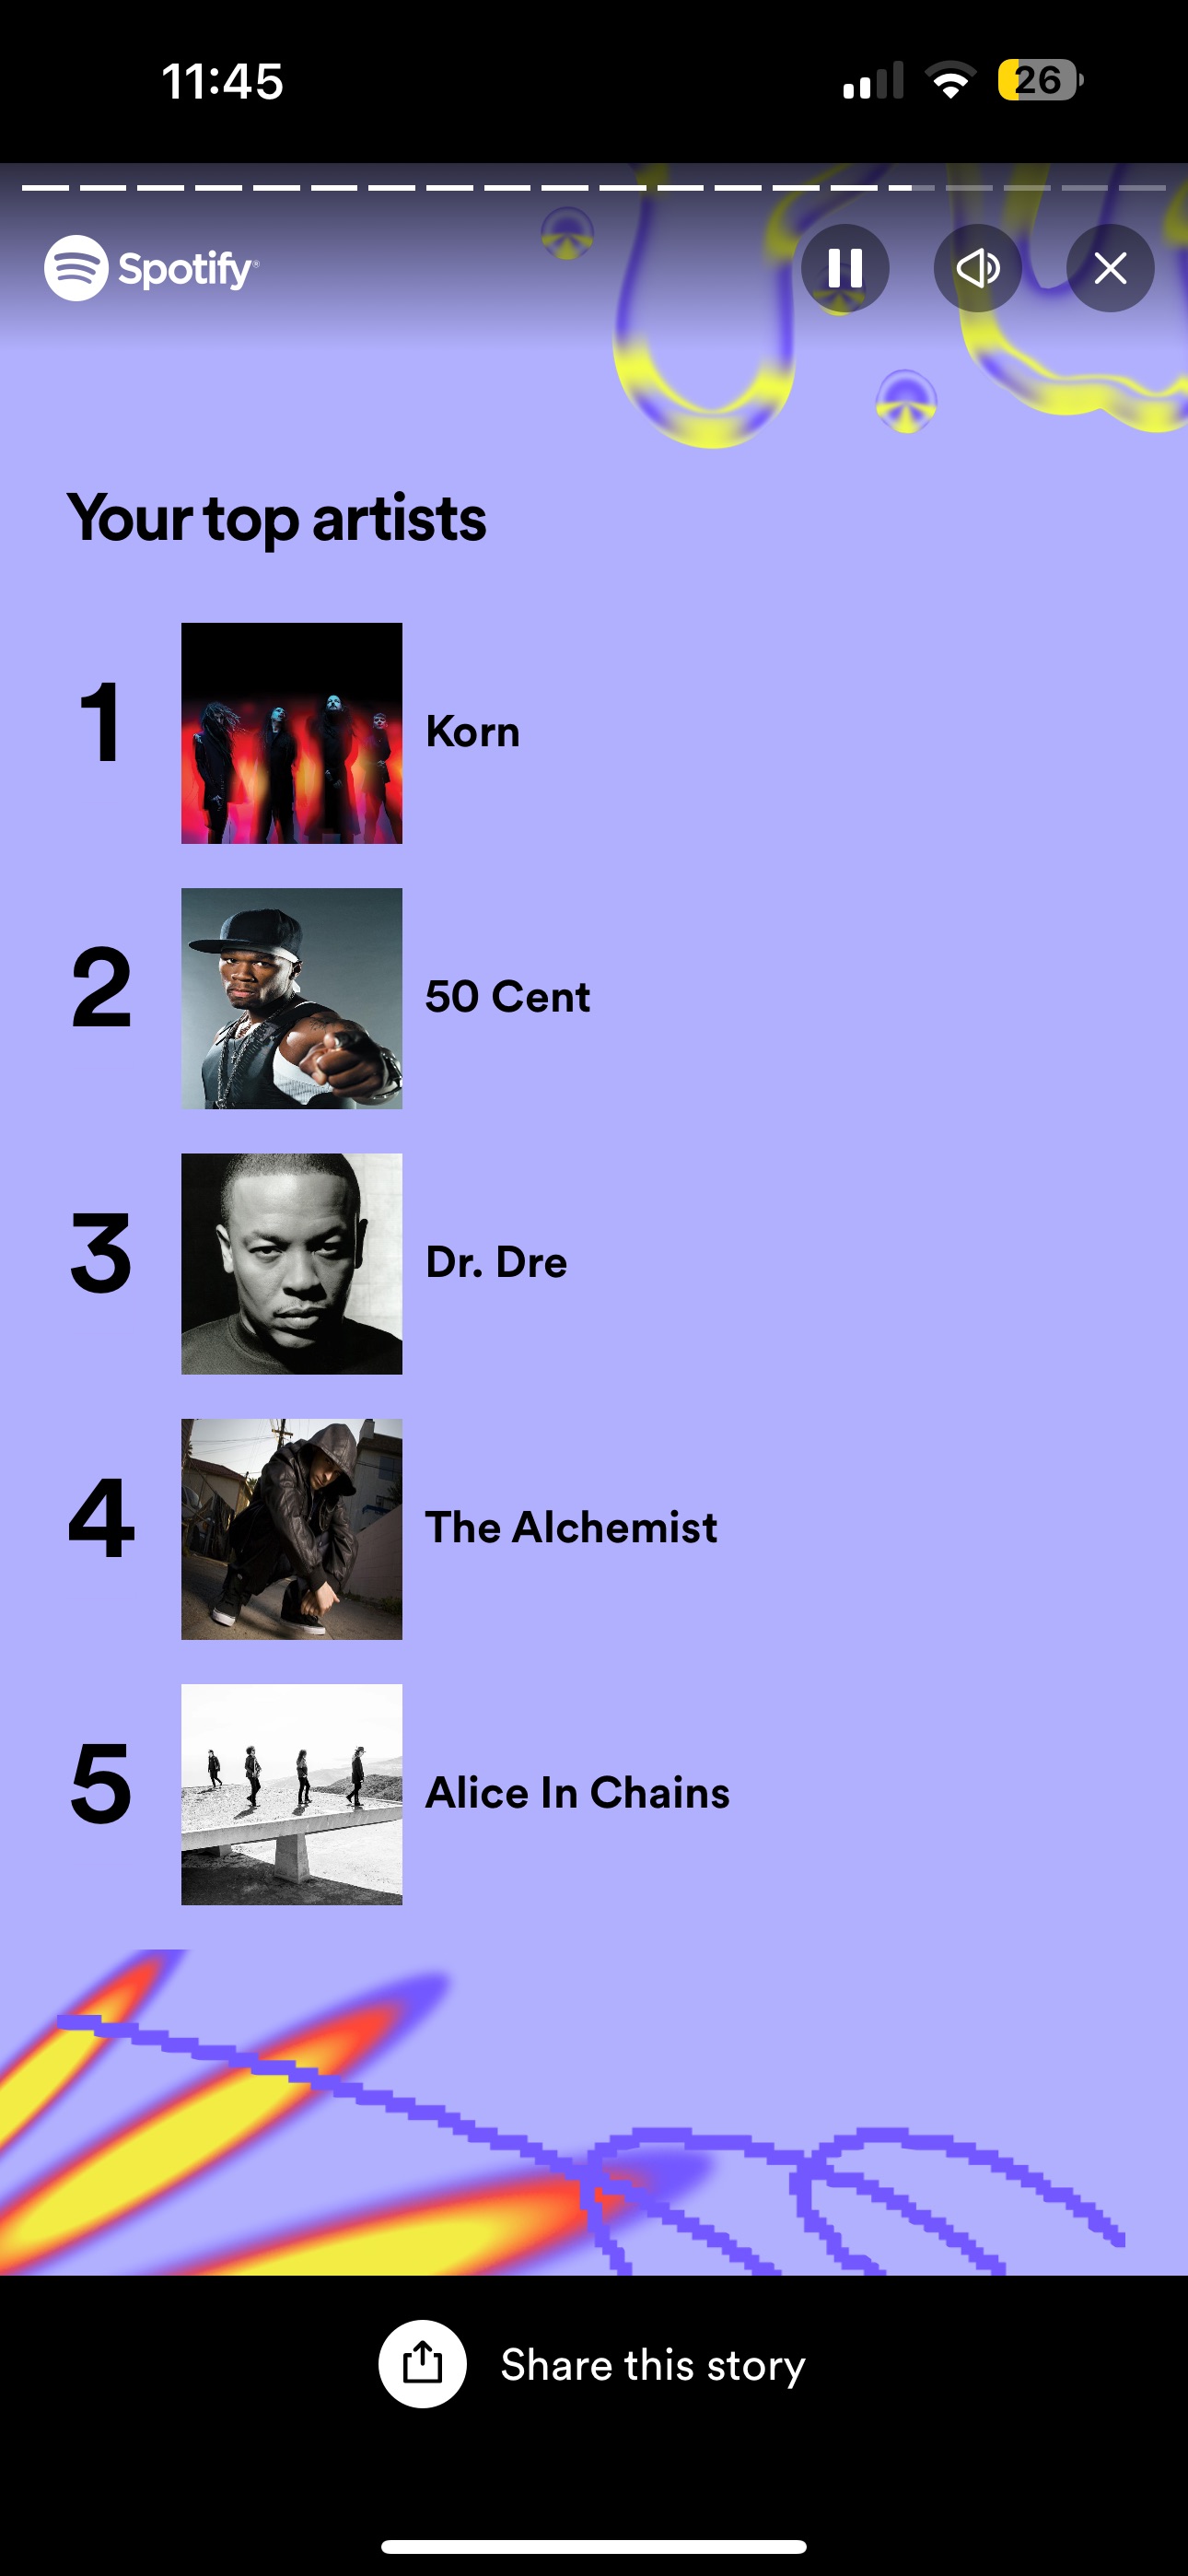 11:45
26
Spotify®
Your top artists
1
Korn
2
50 Cent
3
Dr. Dre
4
The Alchemist
5
Alice In Chains
Share this story